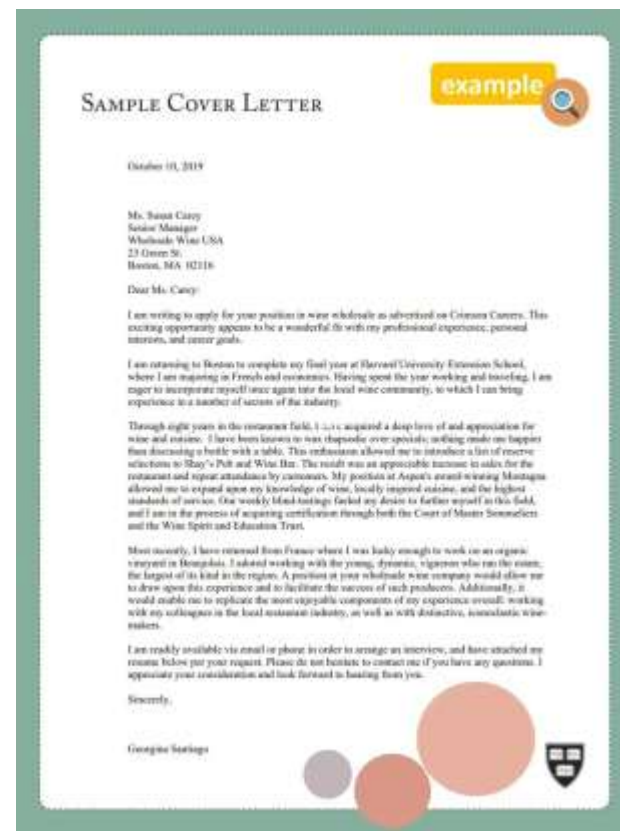 example
SAMPLE COVER LETTER
October 10, 2019
Ms. Susan Carey
Senior Manager
Wholesale Wine USA
23 Green St.
Boston, MA 02116
Dear Ms. Carey:
I am writing to apply for your position in wine wholesale as advertised on Crimson Careers. This
exciting opportunity appears to be a wonderful fit with my professional experience, personal
interests, and career goals.
I am returning to Boston to complete my final year at Harvard University Extension School,
where I am majoring in French and economics. Having spent the year working and traveling, I am
eager to incorporate myself once again into the local wine community, to which I can bring
experience in a number of sectors of the industry.
Through eight years in the restaurant field, I acquired a deep love of and appreciation for
wine and cuisine. I have been known to wax rhapsodic over specials; nothing made me happier
than discussing a bottle with a table. This enthusiasm allowed me to introduce a list of reserve
selections to Shay's Pub and Wine Bar. The result was an appreciable increase in sales for the
restaurant and repeat attendance by customers. My position at Aspen's award-winning Montagna
allowed me to expand upon my knowledge of wine, locally inspired cuisine, and the highest
standards of service. Our weekly blind-tastings fueled my desire to further myself in this field,
and I am in the process of acquiring certification through both the Court of Master Sommeliers
and the Wine Spirit and Education Trust.
Most recently, I have returned from France where I was lucky enough to work on an organic
vineyard in Beaujolais. I adored working with the young, dynamic, vigneron who ran the estate,
the largest of its kind in the region. A position at your wholesale wine company would allow me
to draw upon this experience and to facilitate the success of such producers. Additionally, it
would enable me to replicate the most enjoyable components of my experience overall: working
with my colleagues in the local restaurant industry, as well as with distinctive, iconoclastic wine-
makers.
I am readily available via email or phone in order to arrange an interview, and have attached my
resume below per your request. Please do not hesitate to contact me if you have any questions. I
appreciate your consideration and look forward to hearing from you.
Sincerely,
Georgina Santiago